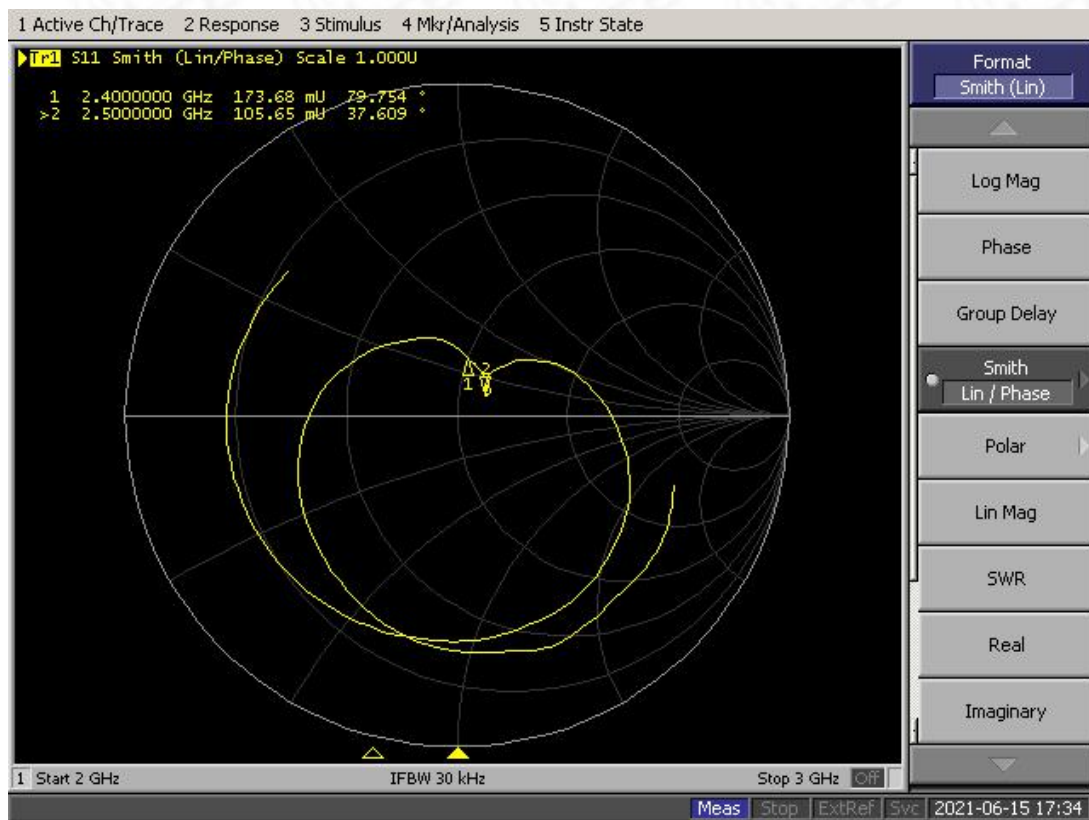 1 Active Ch/Trace 2 Response 3 Stimulus 4 Mkr/Analysis 5 Instr State
Tr1 S11 Smith (Lin/Phase) Scale 1.000U
1 2.4000000 GHz 173.68 mU 79.754 °
>2 2.5000000 GHz 105.65 mU 37.609 °
1
2
Format
Smith (Lin)
Log Mag
Phase
Group Delay
Smith
Lin / Phase
Polar
Lin Mag
SWR
Real
Imaginary
1 Start 2 GHz IFBW 30 kHz Stop 3 GHz Off
Meas Stop ExtRef Svc 2021-06-15 17:34